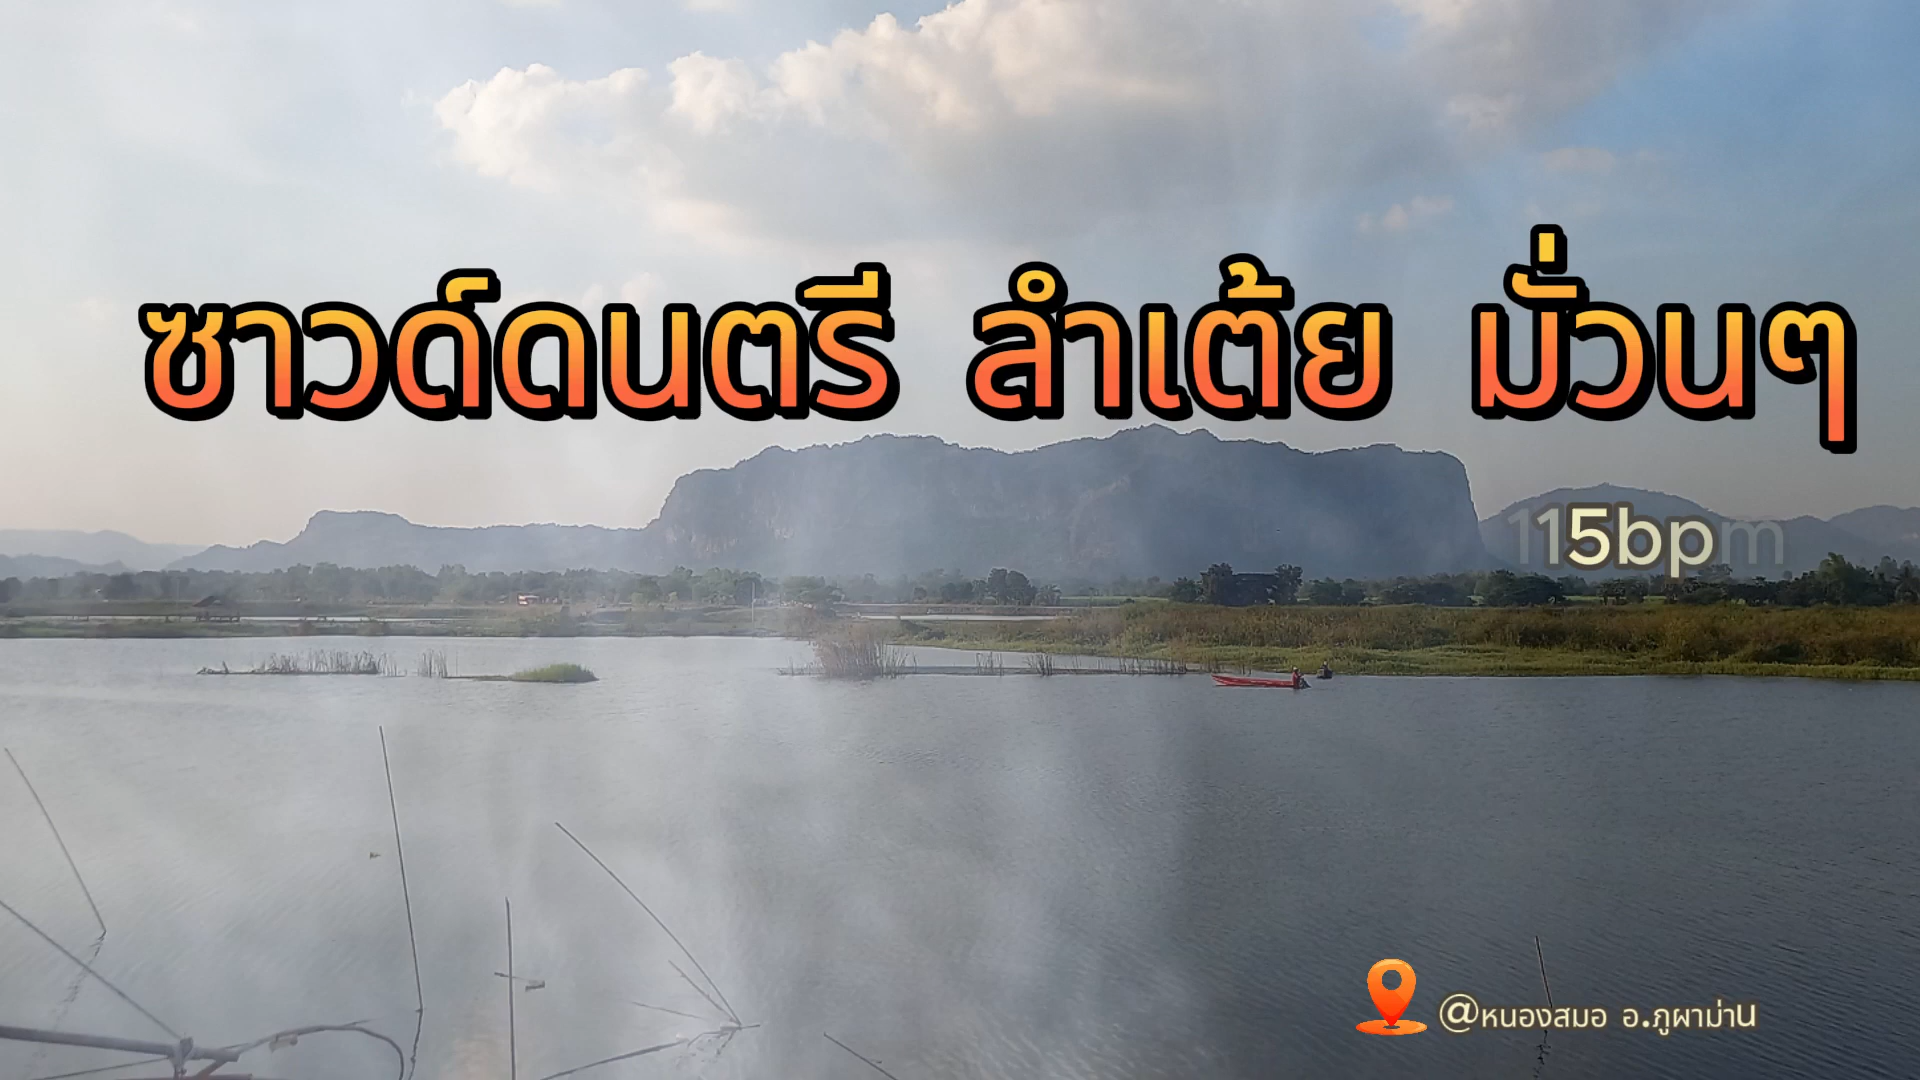 ซาวด์ดนตรี ลำเต้ย มั่วนๆ
115bpm
@หนองสมอ อ.ภูผาม่าน